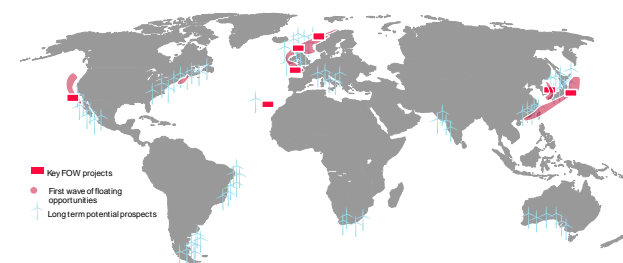 Key FOW projects
First wave of floating
opportunities
Long term potential prospects